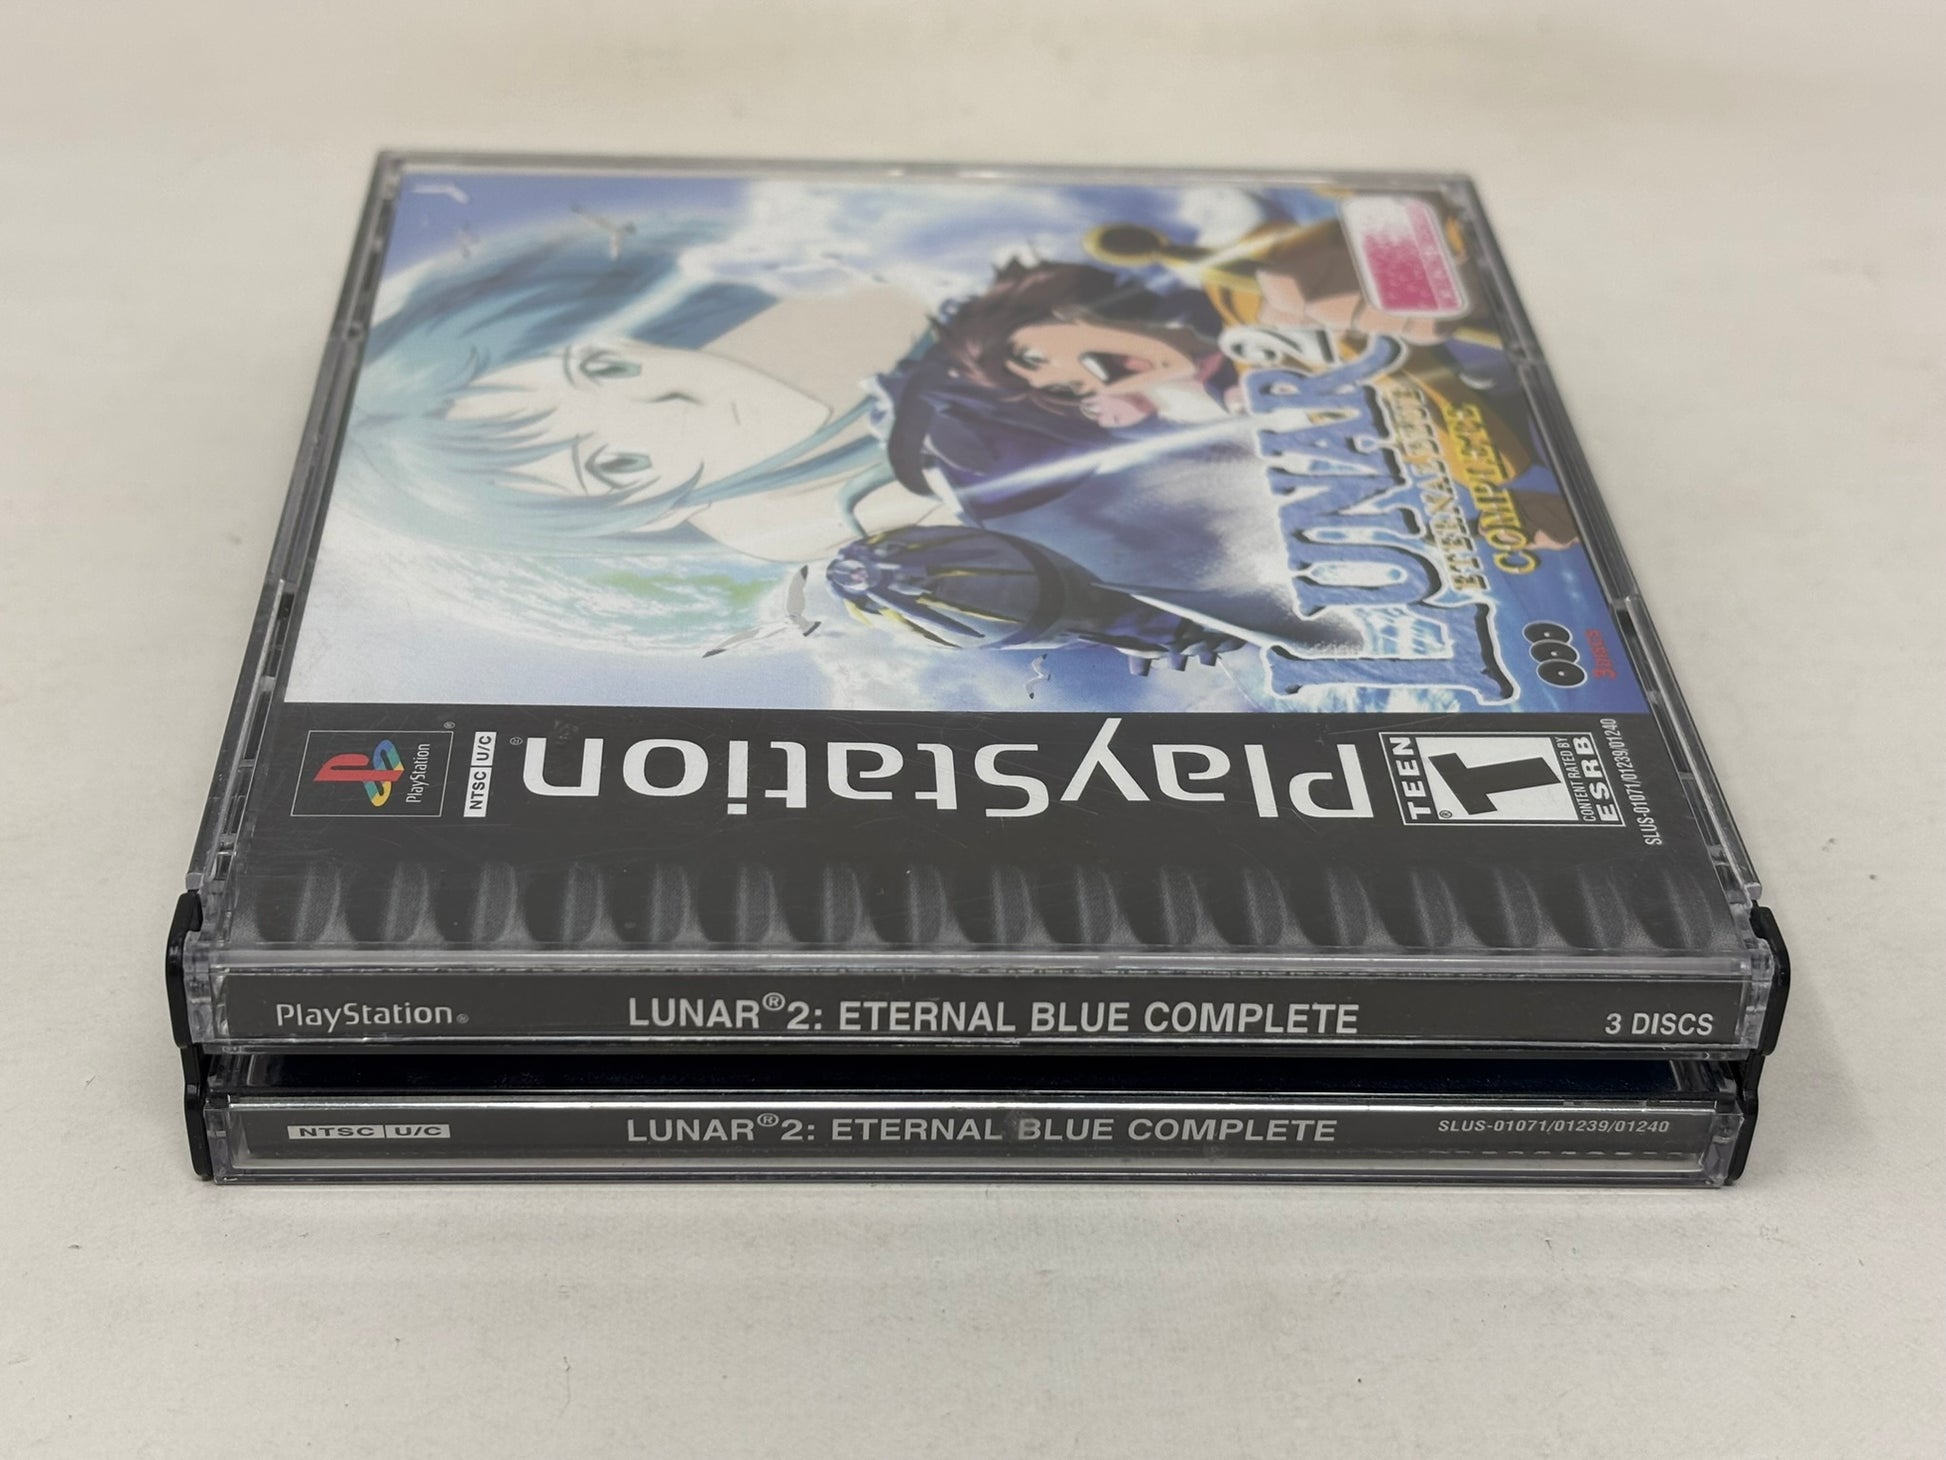 LUNAR 2
ETERNAL BLUE
COMPLETE
3 DISCS
PlayStation®
NTSC U/C
PlayStation®
TEEN
T®
CONTENT RATED BY
ESRB
SLUS-01071/01239/01240
PlayStation®
LUNAR®2: ETERNAL BLUE COMPLETE
3 DISCS
NTSC U/C
LUNAR®2: ETERNAL BLUE COMPLETE
SLUS-01071/01239/01240